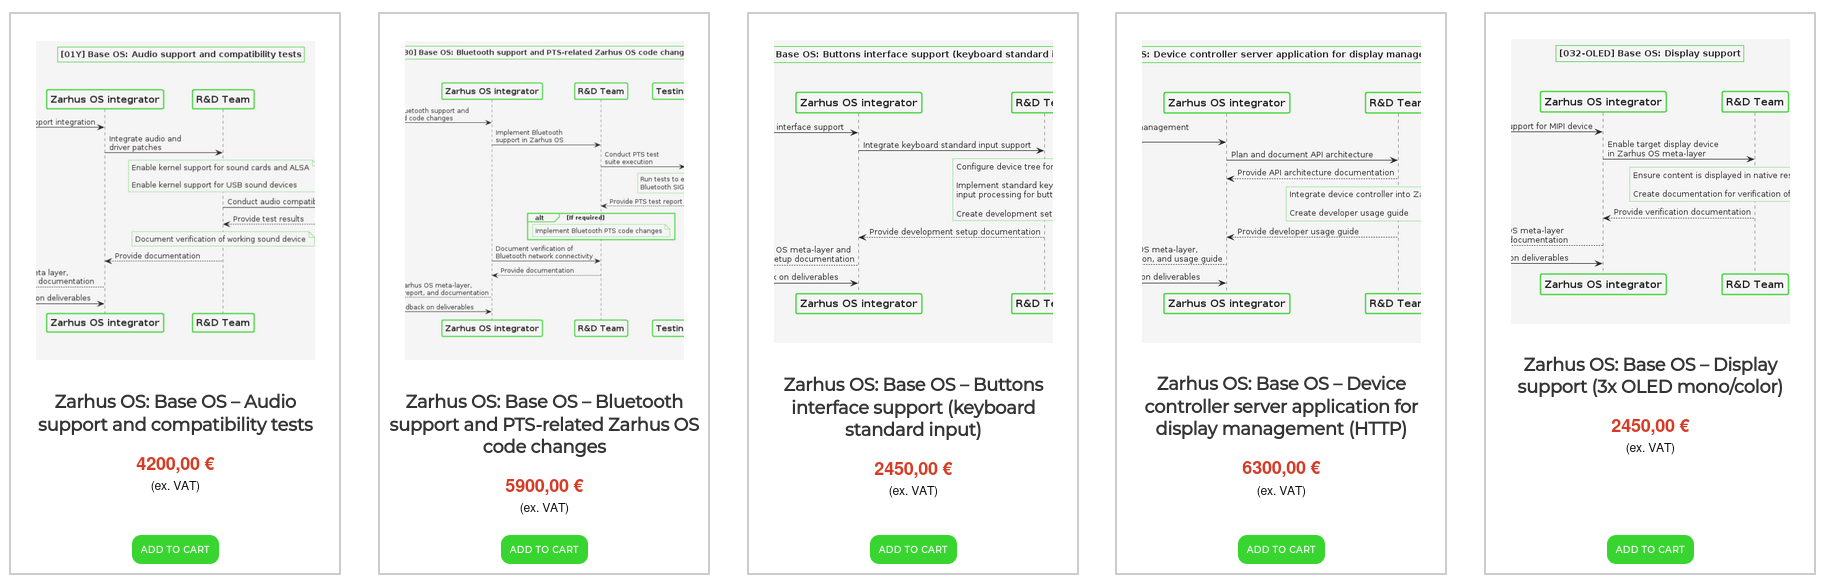 [01Y] Base OS: Audio support and compatibility tests
Zarhus OS integrator
R&D Team
pport integration
Integrate audio and
driver patches
Enable kernel support for sound cards and ALSA
Enable kernel support for USB sound devices
Conduct audio compatib
Provide test results
Document verification of working sound device
Provide documentation
eta layer,
documentation
on deliverables
Zarhus OS integrator
R&D Team
Zarhus OS: Base OS – Audio
support and compatibility tests
4200,00 €
(ex. VAT)
ADD TO CART
30] Base OS: Bluetooth support and PTS-related Zarhus OS code chang
Zarhus OS integrator
R&D Team
Testin
uetooth support and
d code changes
Implement Bluetooth
support in Zarhus OS
Conduct PTS test
suite execution
Run tests to e
Bluetooth SIG
Provide PTS test report
alt
[If required]
Implement Bluetooth PTS code changes
Document verification of
Bluetooth network connectivity
Provide documentation
arhus OS meta-layer,
report, and documentation
dback on deliverables
Zarhus OS integrator
R&D Team
Testin
Zarhus OS: Base OS – Bluetooth
support and PTS-related Zarhus OS
code changes
5900,00 €
(ex. VAT)
ADD TO CART
Base OS: Buttons interface support (keyboard standard i
Zarhus OS integrator
R&D Te
interface support
Integrate keyboard standard input support
Configure device tree for
Implement standard key
input processing for butt
Create development set
Provide development setup documentation
OS meta-layer and
etup documentation
k on deliverables
Zarhus OS integrator
R&D Te
Zarhus OS: Base OS – Buttons
interface support (keyboard
standard input)
2450,00 €
(ex. VAT)
ADD TO CART
S: Device controller server application for display manage
Zarhus OS integrator
R&D Tear
anagement
Plan and document API architecture
Provide API architecture documentation
Integrate device controller into Za
Create developer usage guide
Provide developer usage guide
OS meta-layer,
on, and usage guide
on deliverables
Zarhus OS integrator
R&D Tear
Zarhus OS: Base OS – Device
controller server application for
display management (HTTP)
6300,00 €
(ex. VAT)
ADD TO CART
[032-OLED] Base OS: Display support
Zarhus OS integrator
R&D Team
upport for MIPI device
Enable target display device
in Zarhus OS meta-layer
Ensure content is displayed in native res
Create documentation for verification of
Provide verification documentation
OS meta-layer
documentation
on deliverables
Zarhus OS integrator
R&D Team
Zarhus OS: Base OS – Display
support (3x OLED mono/color)
2450,00 €
(ex. VAT)
ADD TO CART